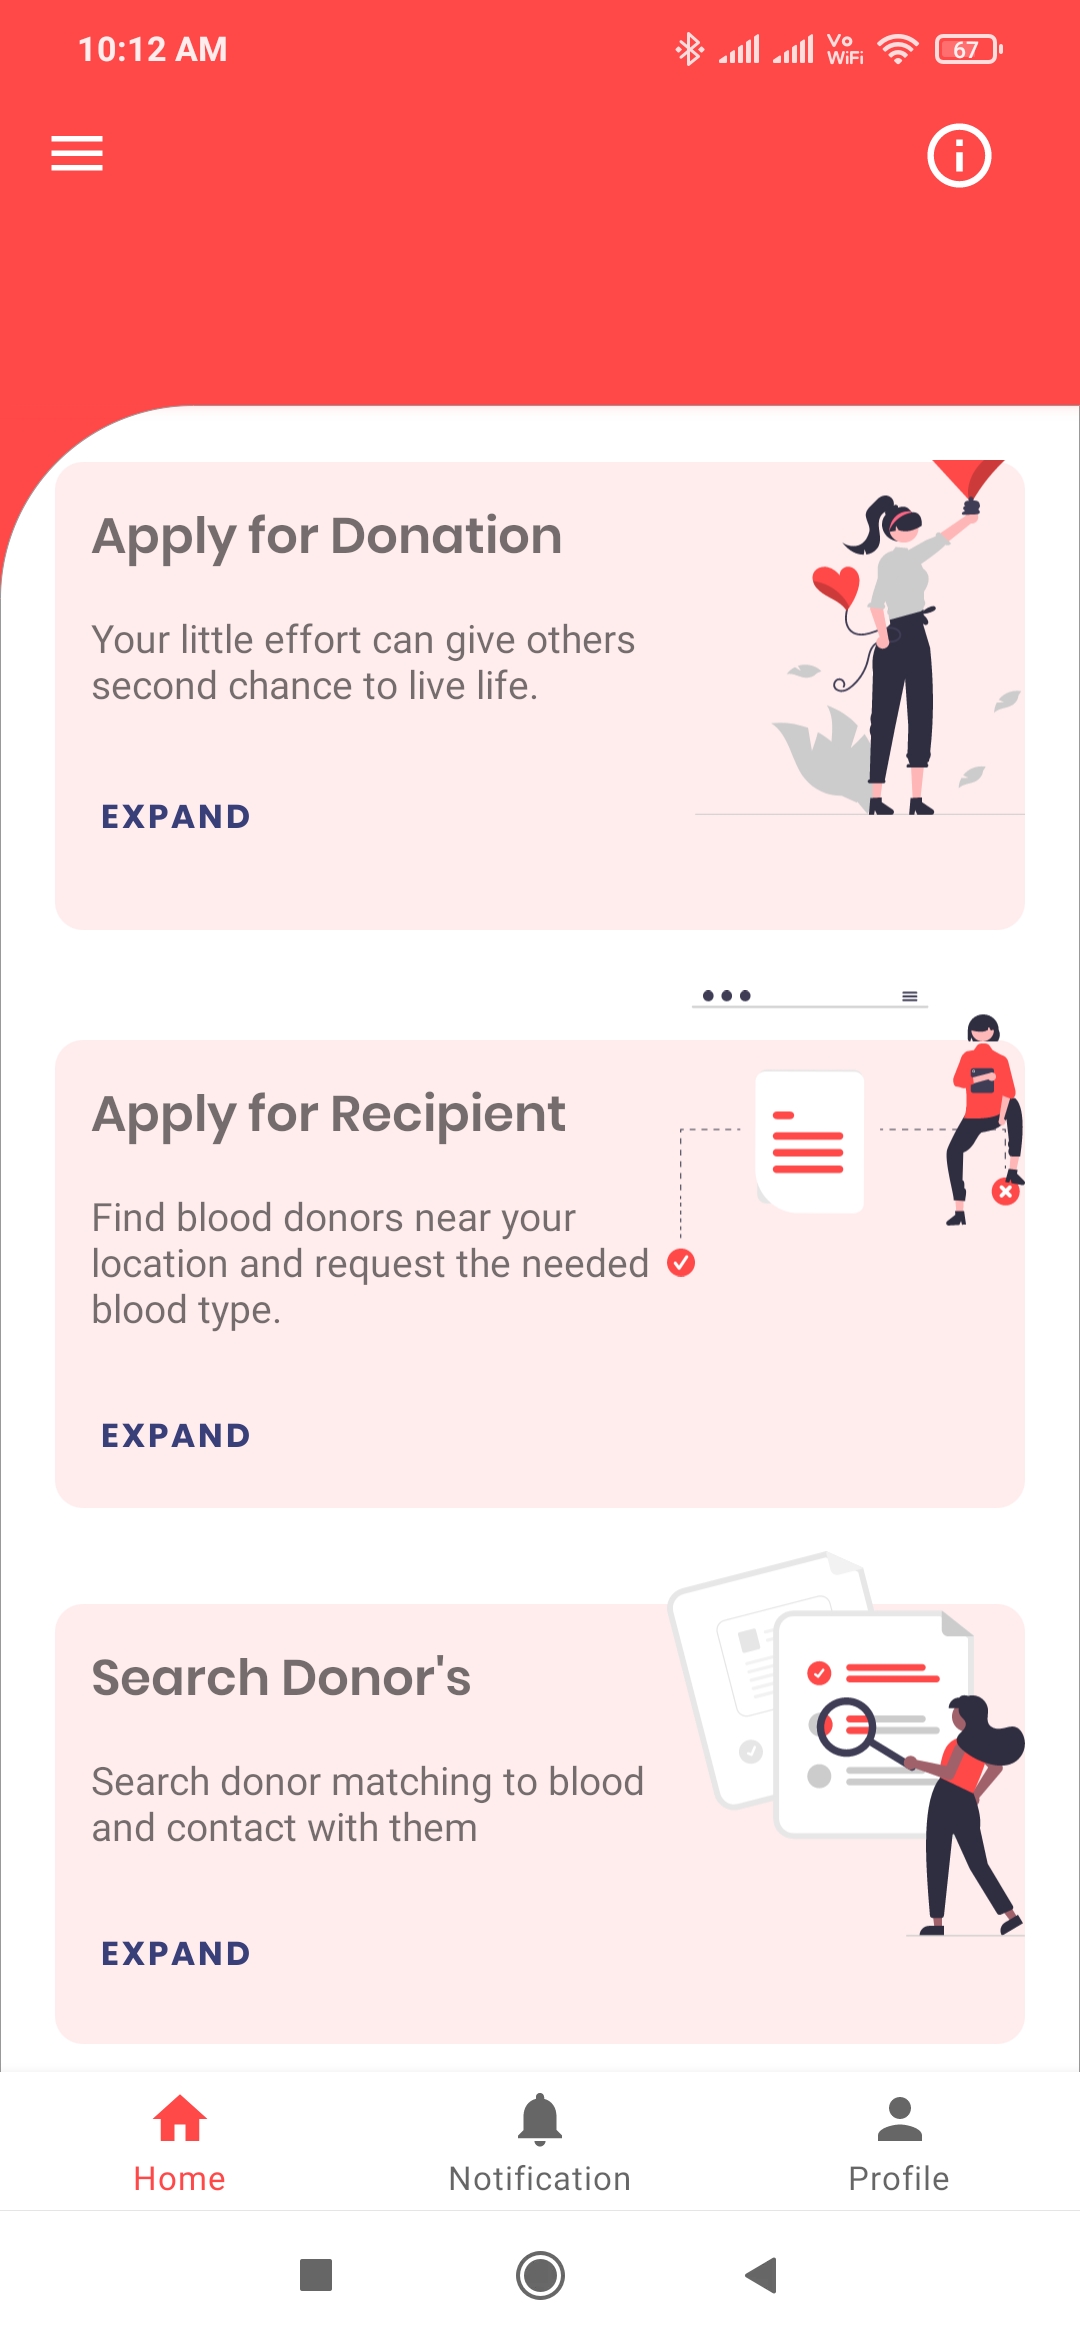 10:12 AM
Vo
WiFi
67
Apply for Donation
Your little effort can give others
second chance to live life.
EXPAND
Apply for Recipient
Find blood donors near your
location and request the needed
blood type.
EXPAND
Search Donor's
Search donor matching to blood
and contact with them
EXPAND
Home
Notification
Profile